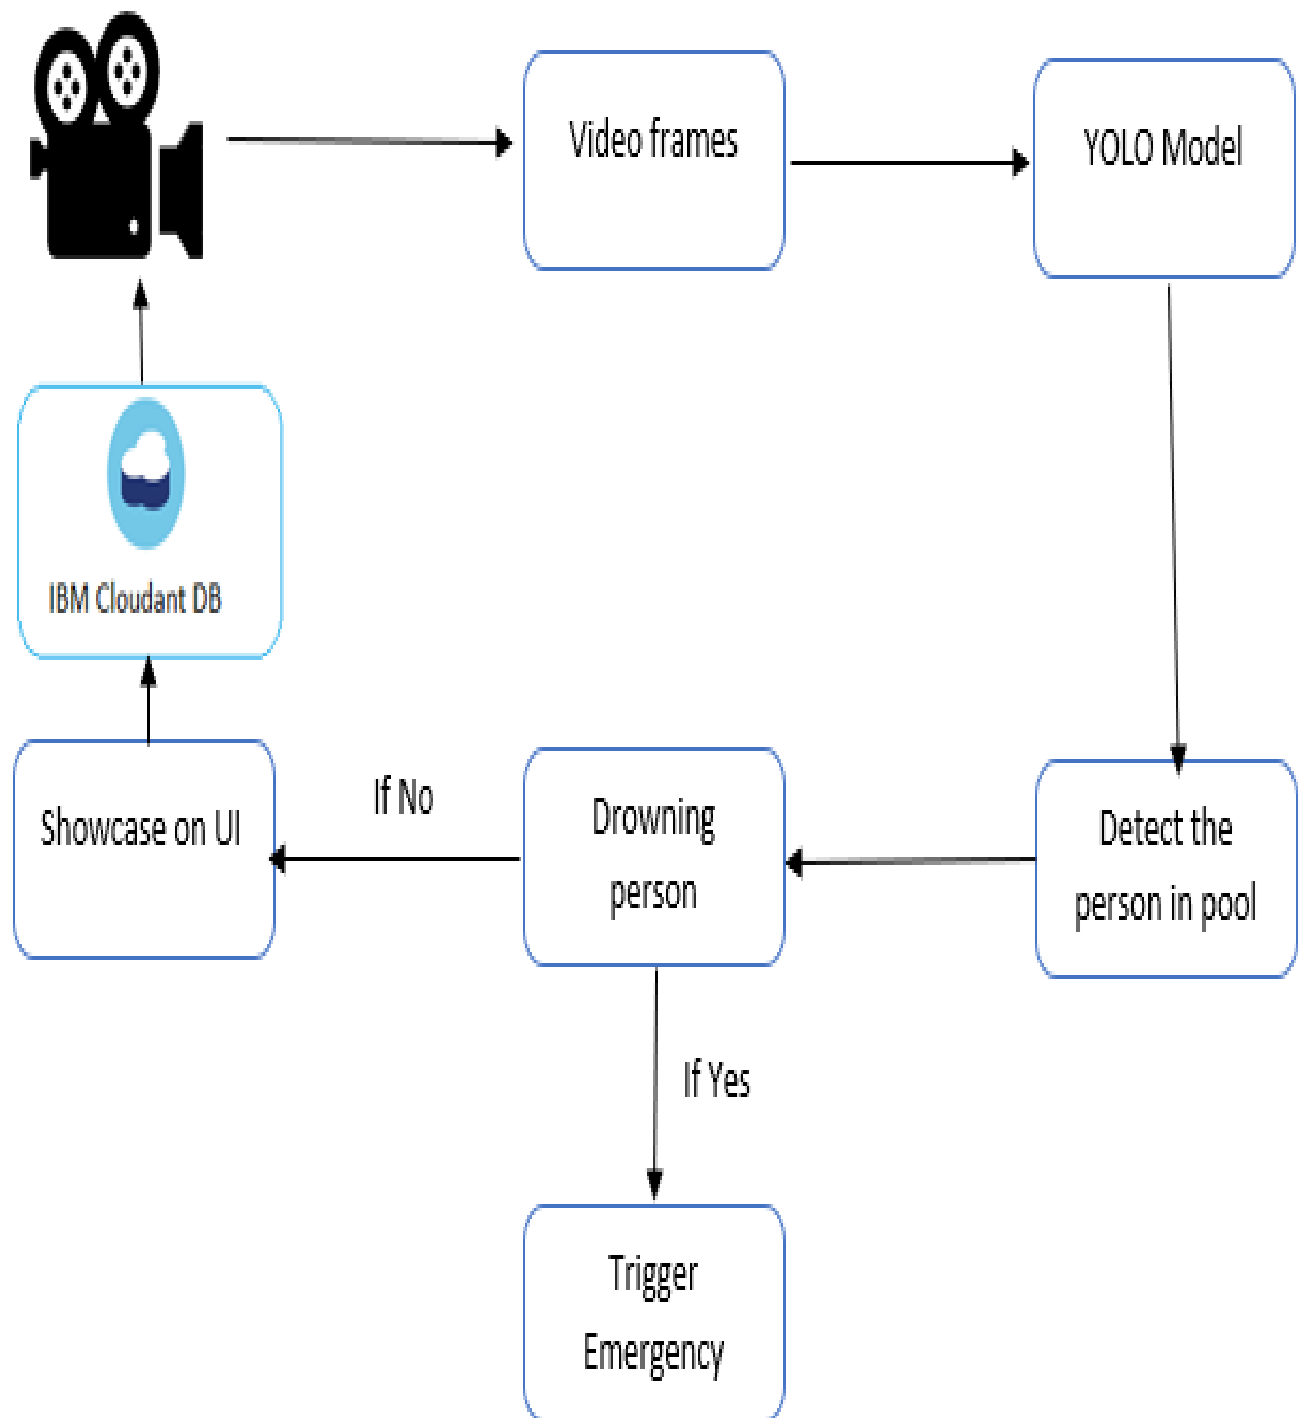 Video frames
YOLO Model
IBM Cloudant DB
Showcase on UI
If No
Drowning
person
Detect the
person in pool
If Yes
Trigger
Emergency